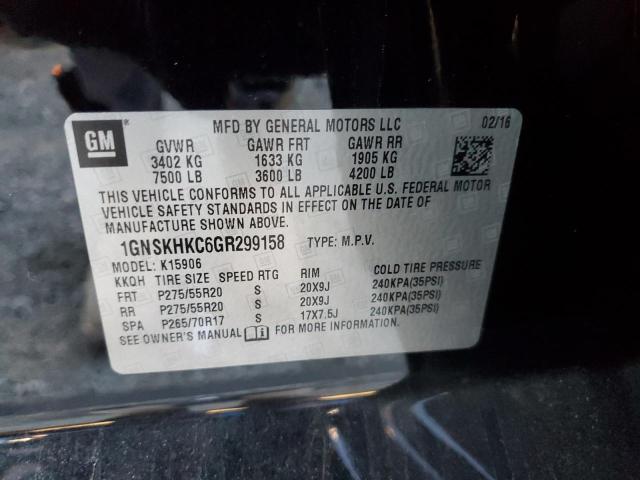 GM
MFD BY GENERAL MOTORS LLC 02/16
GVWR GAWR FRT GAWR RR
3402 KG 1633 KG 1905 KG
7500 LB 3600 LB 4200 LB
THIS VEHICLE CONFORMS TO ALL APPLICABLE U.S. FEDERAL MOTOR
VEHICLE SAFETY STANDARDS IN EFFECT ON THE DATE OF
MANUFACTURE SHOWN ABOVE.
1GNSKHKC6GR299158 TYPE: M.P.V.
MODEL: K15906
KKQH TIRE SIZE SPEED RTG RIM COLD TIRE PRESSURE
FRT P275/55R20 S 20X9J 240KPA(35PSI)
RR P275/55R20 S 20X9J 240KPA(35PSI)
SPA P265/70R17 S 17X7.5J 240KPA(35PSI)
SEE OWNER'S MANUAL FOR MORE INFORMATION.